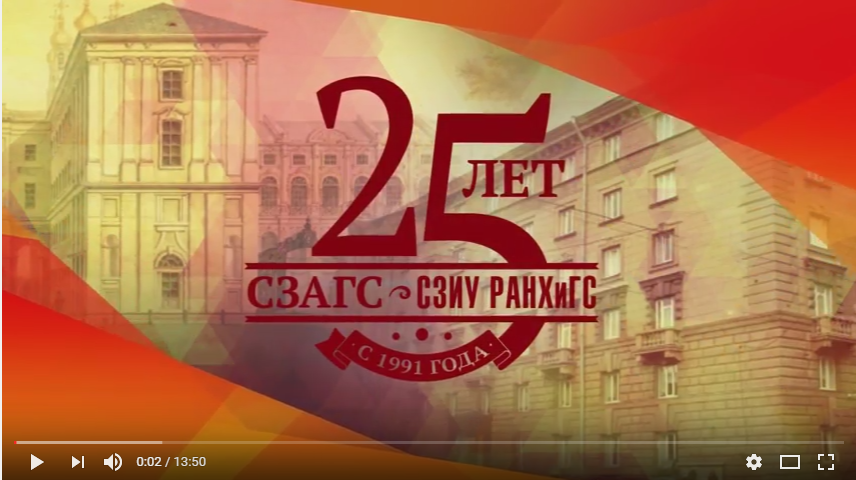 25
ЛЕТ
СЗАГС ~ СЗИУ РАНХиГС
· С 1991 ГОДА ·
0:02 / 13:50